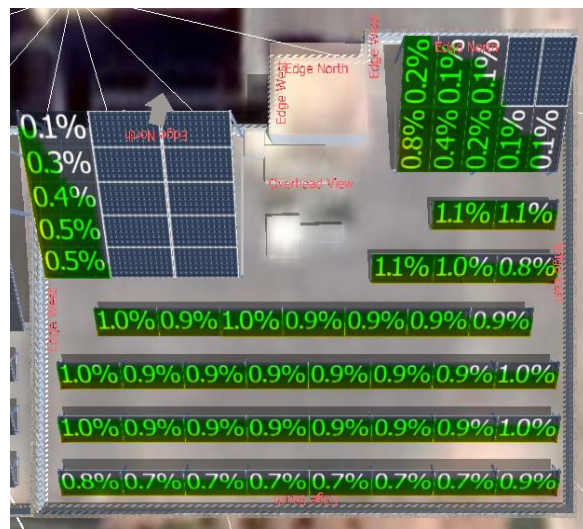 Edge West
Edge North
Edge North
Edge West
0.2% 0.1% 0.1%
0.8% 0.4% 0.2% 0.1% 0.1%
0.1%
Edge North
0.3%
0.4%
0.5%
0.5%
Overhead View
1.1% 1.1%
1.1% 1.0% 0.8%
Edge West
1.0% 0.9% 1.0% 0.9% 0.9% 0.9% 0.9%
1.0% 0.9% 0.9% 0.9% 0.9% 0.9% 0.9% 1.0%
1.0% 0.9% 0.9% 0.9% 0.9% 0.9% 0.9% 1.0%
0.8% 0.7% 0.7% 0.7% 0.7% 0.7% 0.7% 0.9%